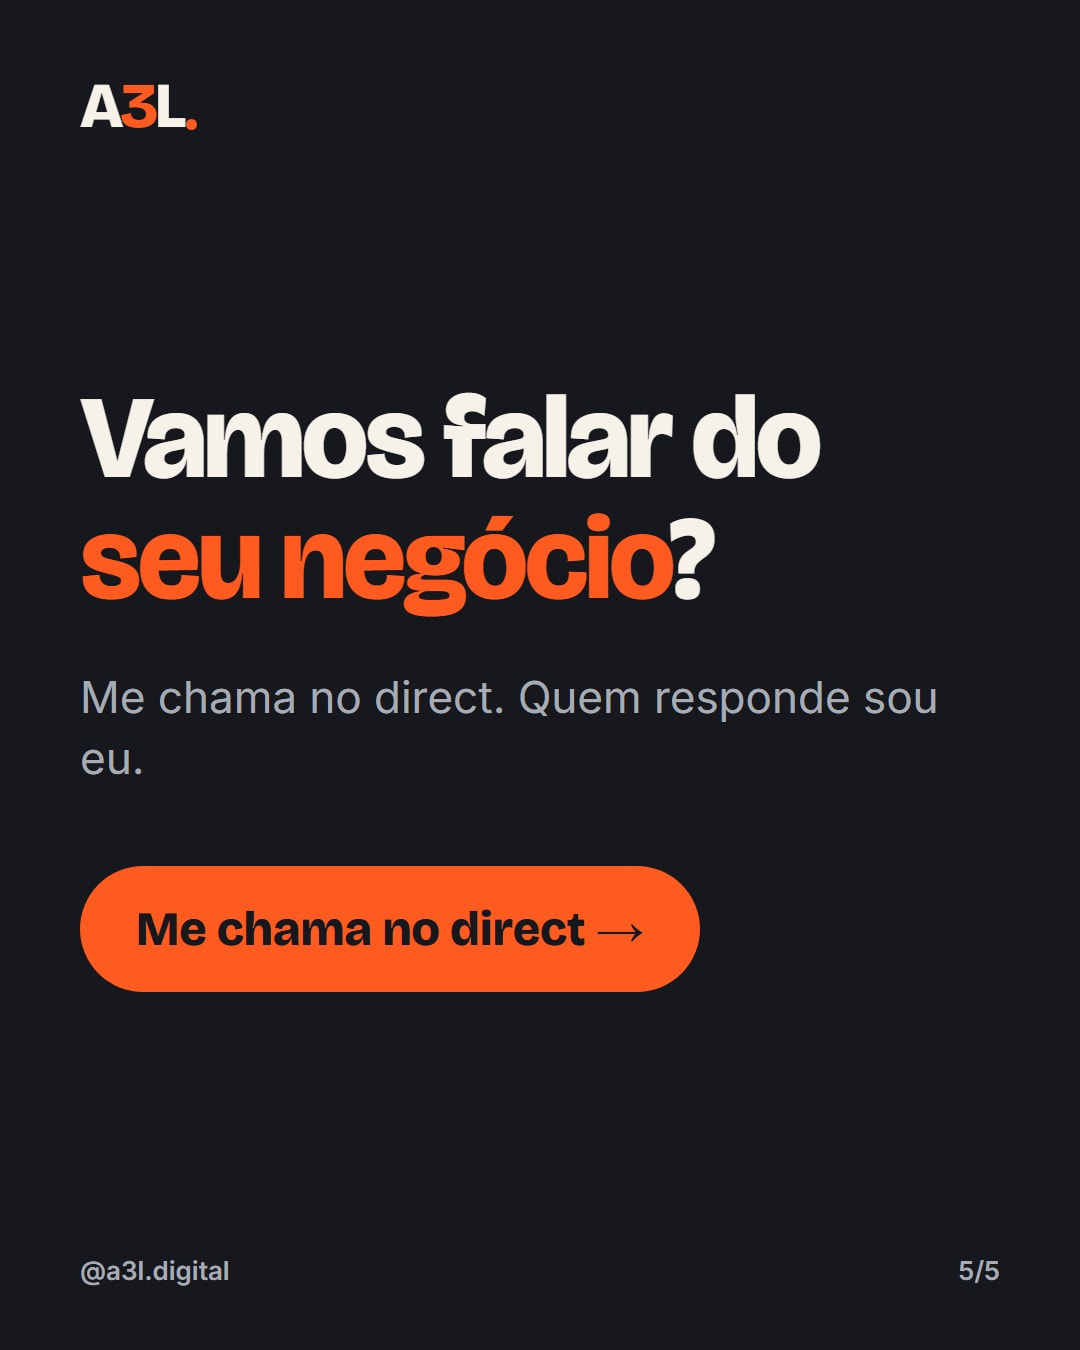 A3L.
Vamos falar do
seu negócio?
Me chama no direct. Quem responde sou
eu.
Me chama no direct →
@a3l.digital
5/5